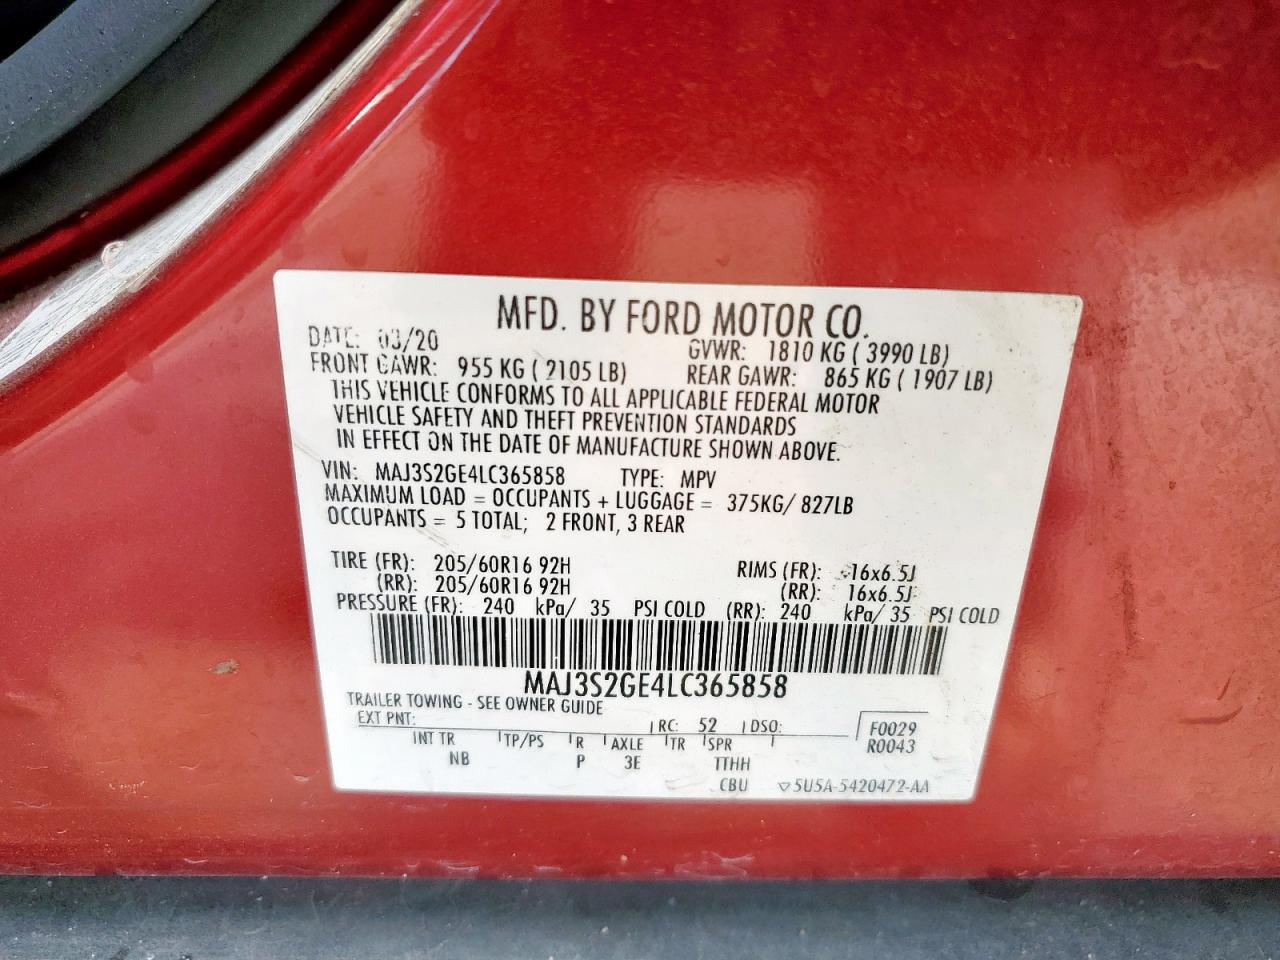 MFD. BY FORD MOTOR CO.
DATE: 03/20 GVWR: 1810 KG ( 3990 LB)
FRONT GAWR: 955 KG ( 2105 LB) REAR GAWR: 865 KG ( 1907 LB)
THIS VEHICLE CONFORMS TO ALL APPLICABLE FEDERAL MOTOR
VEHICLE SAFETY AND THEFT PREVENTION STANDARDS
IN EFFECT ON THE DATE OF MANUFACTURE SHOWN ABOVE.
VIN: MAJ3S2GE4LC365858 TYPE: MPV
MAXIMUM LOAD = OCCUPANTS + LUGGAGE = 375KG/ 827LB
OCCUPANTS = 5 TOTAL; 2 FRONT, 3 REAR
TIRE (FR): 205/60R16 92H RIMS (FR): 16x6.5J
(RR): 205/60R16 92H (RR): 16x6.5J
PRESSURE (FR): 240 kPa/ 35 PSI COLD (RR): 240 kPa/ 35 PSI COLD
MAJ3S2GE4LC365858
TRAILER TOWING - SEE OWNER GUIDE
EXT PNT: RC: 52 DSO: F0029
INT TR TP/PS R AXLE TR SPR R0043
NB P 3E TTHH
CBU ▽5U5A-5420472-AA